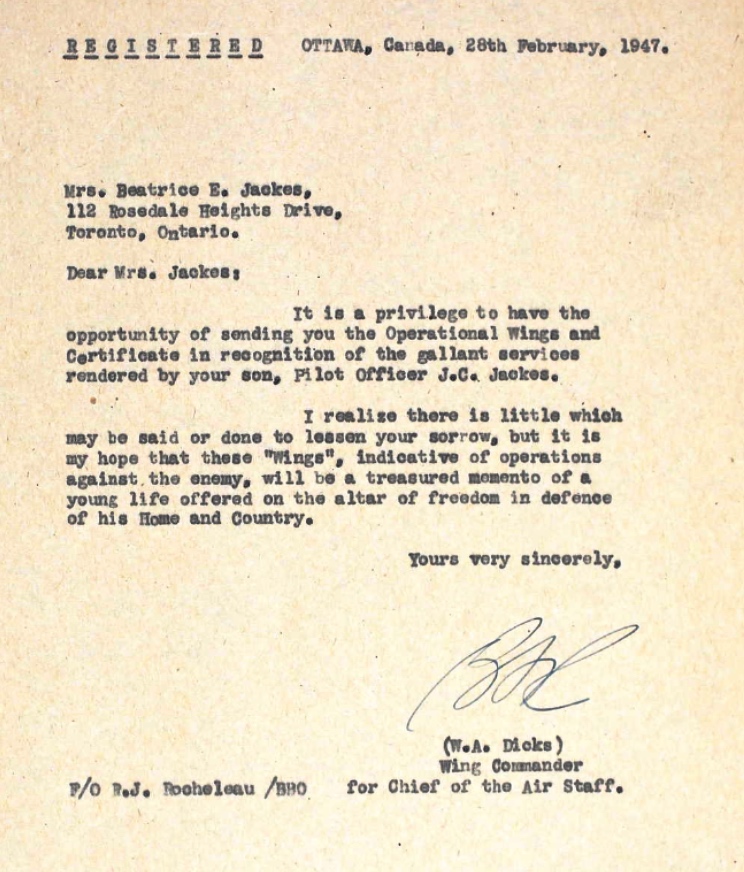 REGISTERED OTTAWA, Canada, 28th February, 1947.
Mrs. Beatrice E. Jackes,
112 Rosedale Heights Drive,
Toronto, Ontario.
Dear Mrs. Jackes:
It is a privilege to have the
opportunity of sending you the Operational Wings and
Certificate in recognition of the gallant services
rendered by your son, Pilot Officer J.C. Jackes.
I realize there is little which
may be said or done to lessen your sorrow, but it is
my hope that these "Wings", indicative of operations
against the enemy, will be a treasured memento of a
young life offered on the altar of freedom in defence
of his Home and Country.
Yours very sincerely,
(W.A. Dicks)
Wing Commander
F/O R.J. Rocheleau /BBO for Chief of the Air Staff.